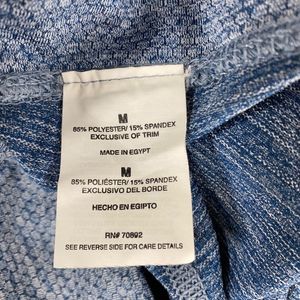 M
85% POLYESTER/ 15% SPANDEX
EXCLUSIVE OF TRIM
MADE IN EGYPT
M
85% POLIÉSTER/ 15% SPANDEX
EXCLUSIVO DEL BORDE
HECHO EN EGIPTO
RN# 70892
SEE REVERSE SIDE FOR CARE DETAILS